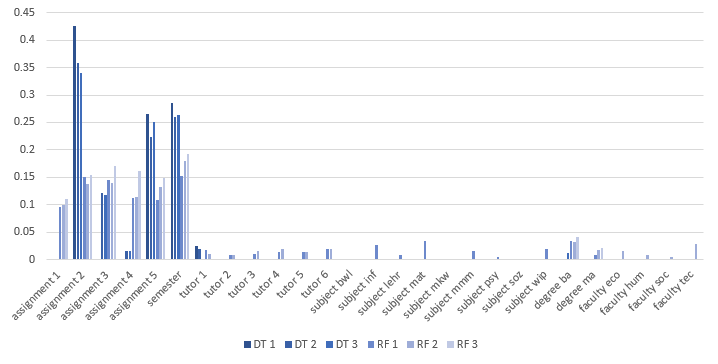 0.45
0.4
0.35
0.3
0.25
0.2
0.15
0.1
0.05
0
assignment 1
assignment 2
assignment 3
assignment 4
assignment 5
semester
tutor 1
tutor 2
tutor 3
tutor 4
tutor 5
tutor 6
subject bwl
subject inf
subject lehr
subject mat
subject mkw
subject mmm
subject psy
subject soz
subject wip
degree ba
degree ma
faculty eco
faculty hum
faculty soc
faculty tec
DT 1 DT 2 DT 3 RF 1 RF 2 RF 3